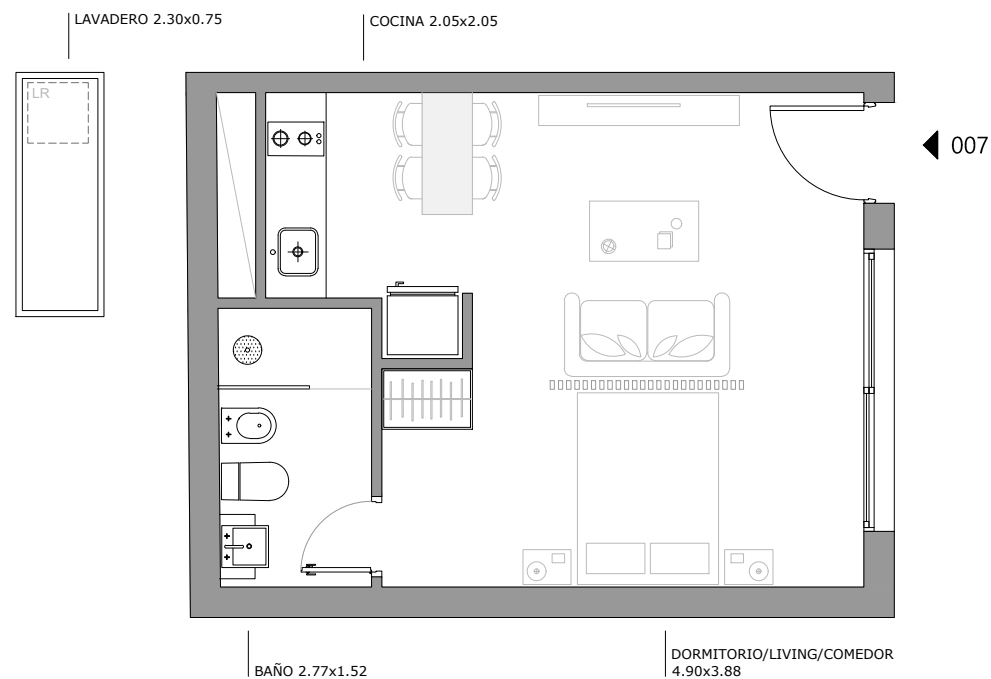 LAVADERO 2.30x0.75
COCINA 2.05x2.05
LR
007
BAÑO 2.77x1.52
DORMITORIO/LIVING/COMEDOR
4.90x3.88